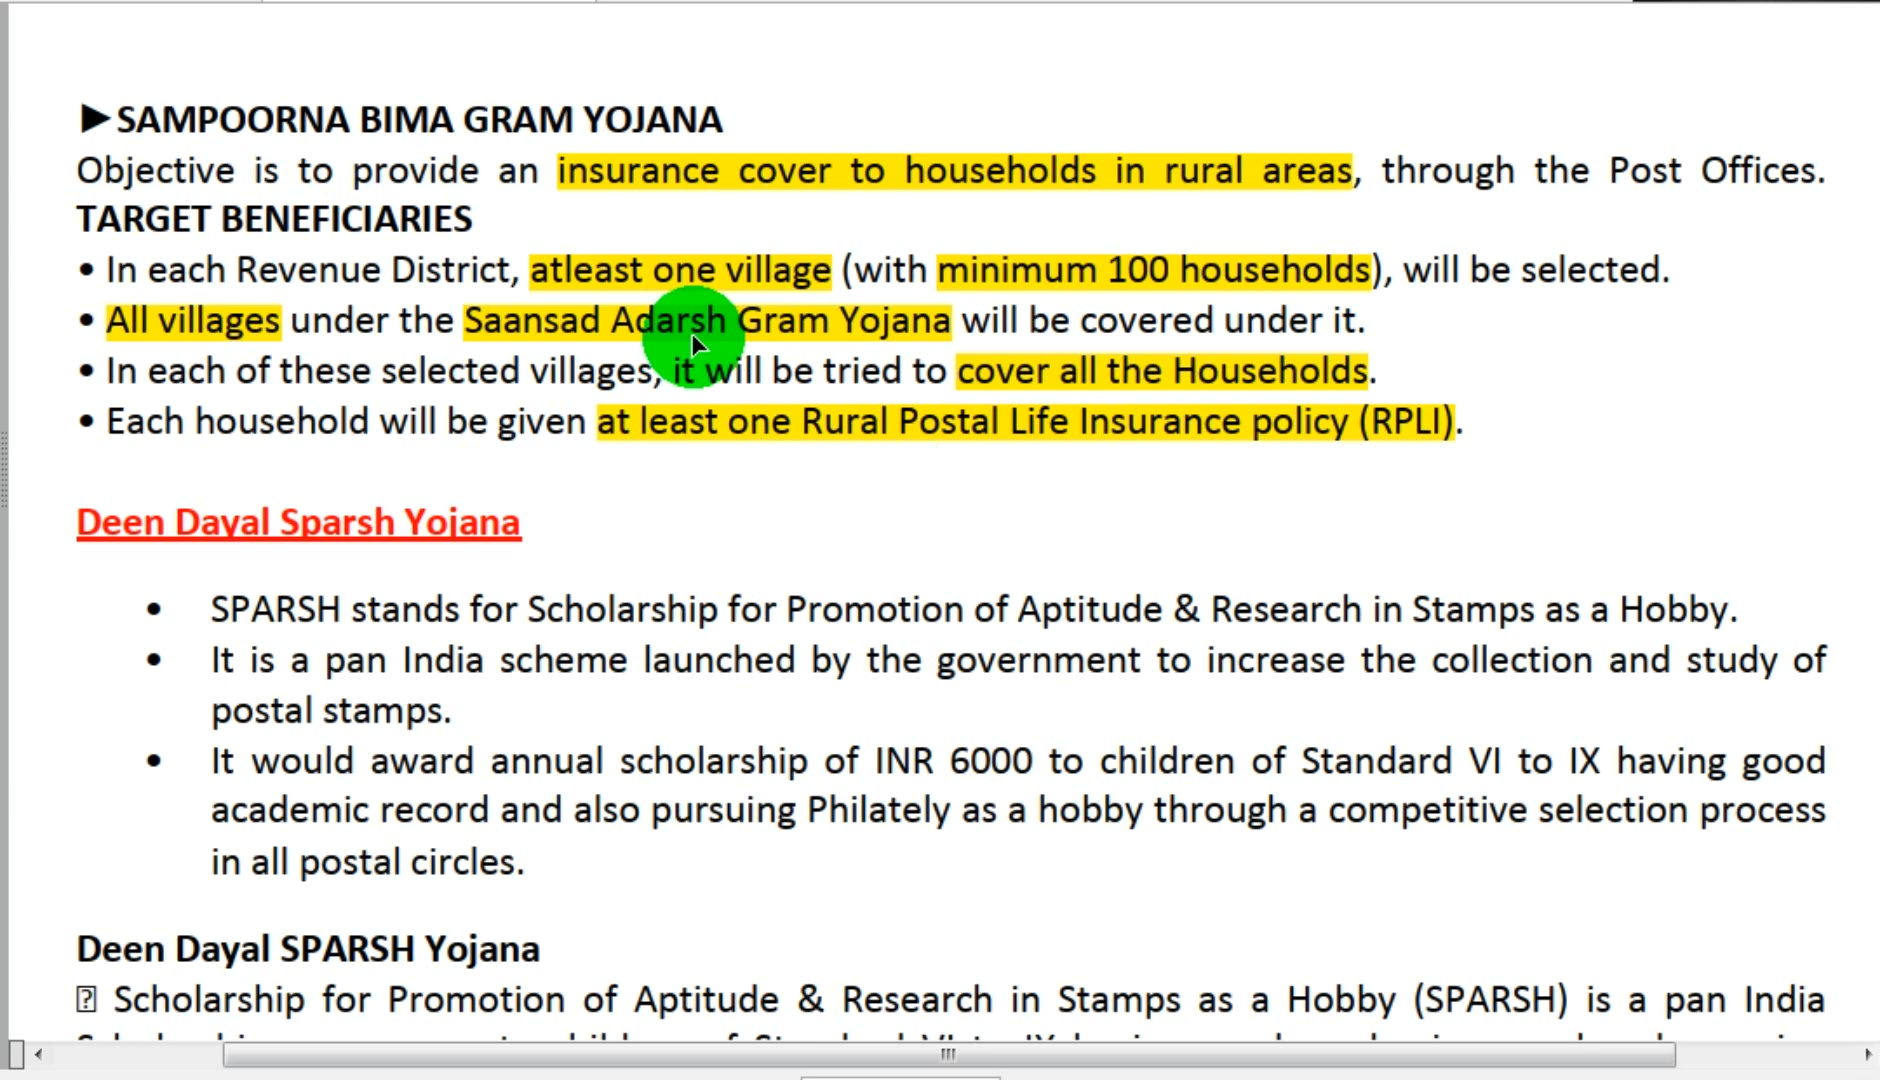 ►SAMPOORNA BIMA GRAM YOJANA
Objective is to provide an insurance cover to households in rural areas, through the Post Offices.
TARGET BENEFICIARIES
• In each Revenue District, atleast one village (with minimum 100 households), will be selected.
• All villages under the Saansad Adarsh Gram Yojana will be covered under it.
• In each of these selected villages, it will be tried to cover all the Households.
• Each household will be given at least one Rural Postal Life Insurance policy (RPLI).
Deen Dayal Sparsh Yojana
• SPARSH stands for Scholarship for Promotion of Aptitude & Research in Stamps as a Hobby.
• It is a pan India scheme launched by the government to increase the collection and study of
postal stamps.
• It would award annual scholarship of INR 6000 to children of Standard VI to IX having good
academic record and also pursuing Philately as a hobby through a competitive selection process
in all postal circles.
Deen Dayal SPARSH Yojana
Scholarship for Promotion of Aptitude & Research in Stamps as a Hobby (SPARSH) is a pan India